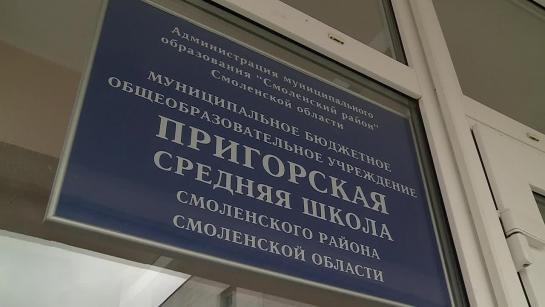 Администрация муниципального
образования "Смоленский район"
Смоленской области
МУНИЦИПАЛЬНОЕ БЮДЖЕТНОЕ
ОБЩЕОБРАЗОВАТЕЛЬНОЕ УЧРЕЖДЕНИЕ
ПРИГОРСКАЯ
СРЕДНЯЯ ШКОЛА
СМОЛЕНСКОГО РАЙОНА
СМОЛЕНСКОЙ ОБЛАСТИ